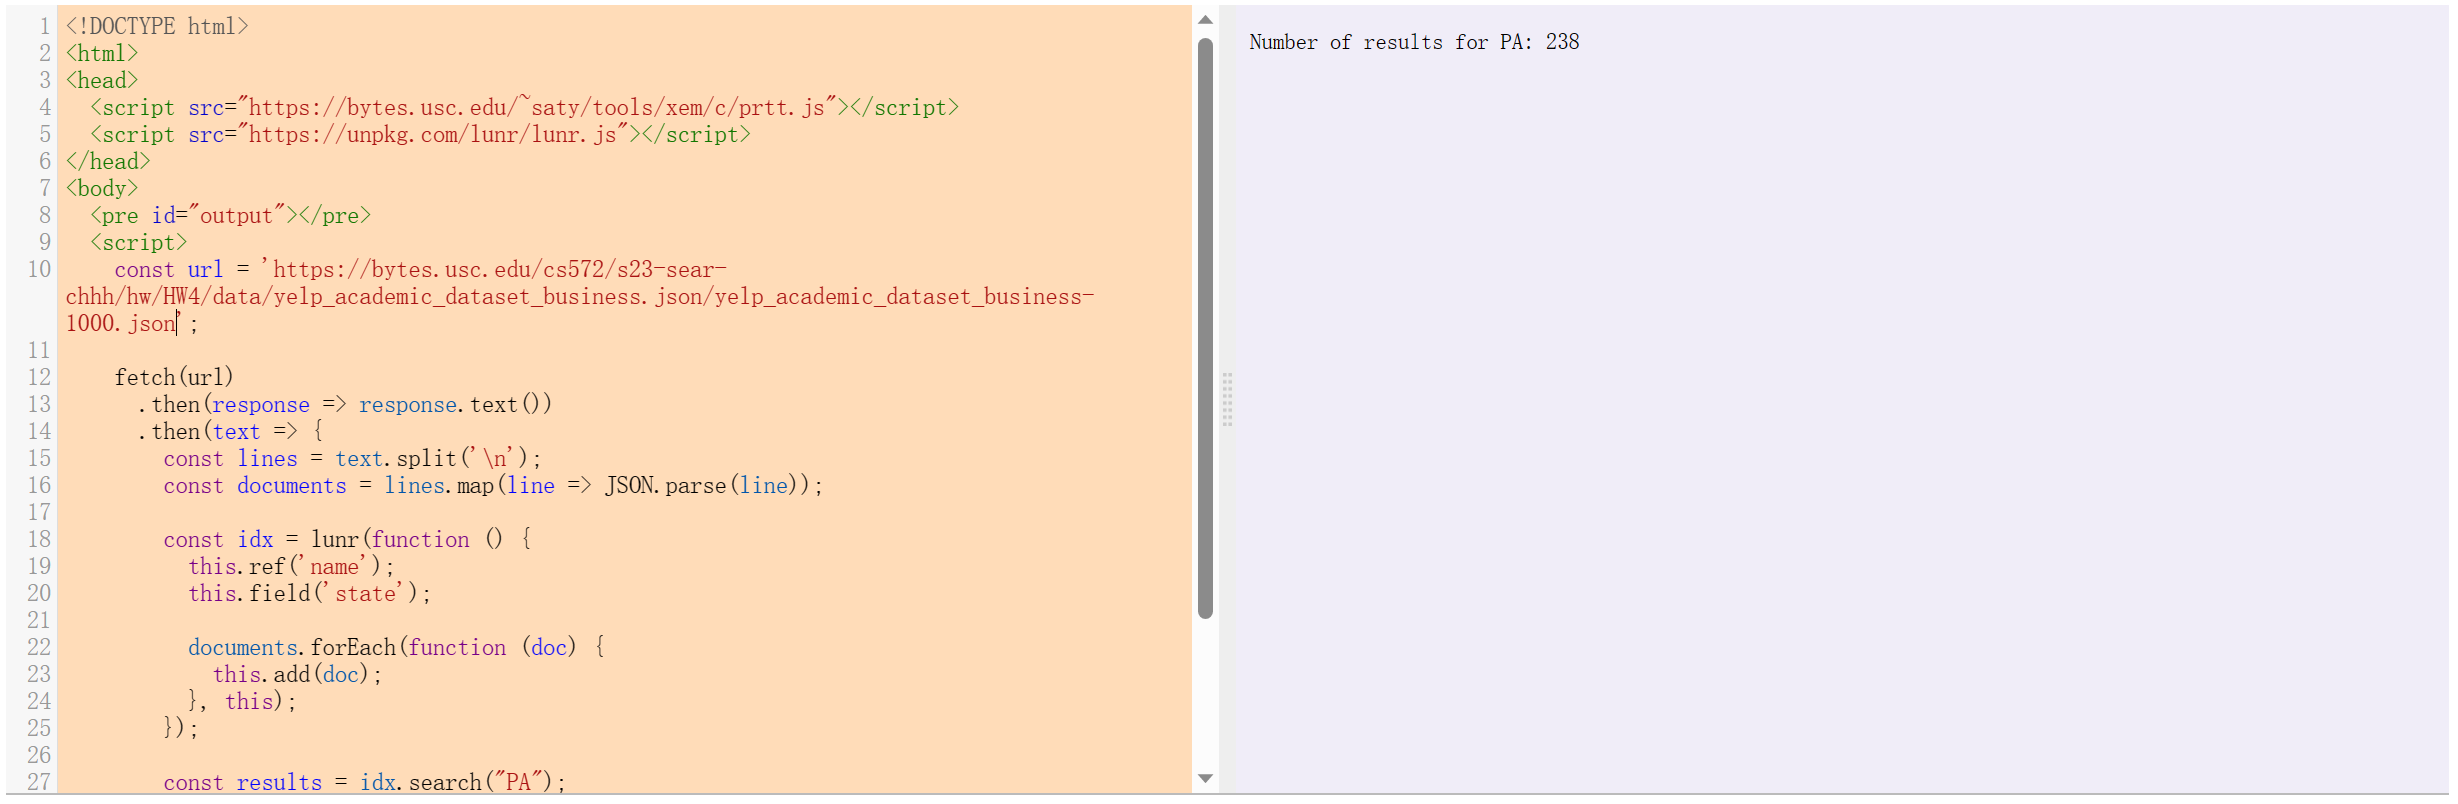 1 <!DOCTYPE html>
2 <html>
3 <head>
4   <script src="https://bytes.usc.edu/~saty/tools/xem/c/prtt.js"></script>
5   <script src="https://unpkg.com/lunr/lunr.js"></script>
6 </head>
7 <body>
8   <pre id="output"></pre>
9   <script>
10     const url = 'https://bytes.usc.edu/cs572/s23-sear-
chhh/hw/HW4/data/yelp_academic_dataset_business.json/yelp_academic_dataset_business-
1000.json';
11
12     fetch(url)
13       .then(response => response.text())
14       .then(text => {
15         const lines = text.split('\n');
16         const documents = lines.map(line => JSON.parse(line));
17
18         const idx = lunr(function () {
19           this.ref('name');
20           this.field('state');
21
22           documents.forEach(function (doc) {
23             this.add(doc);
24           }, this);
25         });
26
27         const results = idx.search("PA");
Number of results for PA: 238